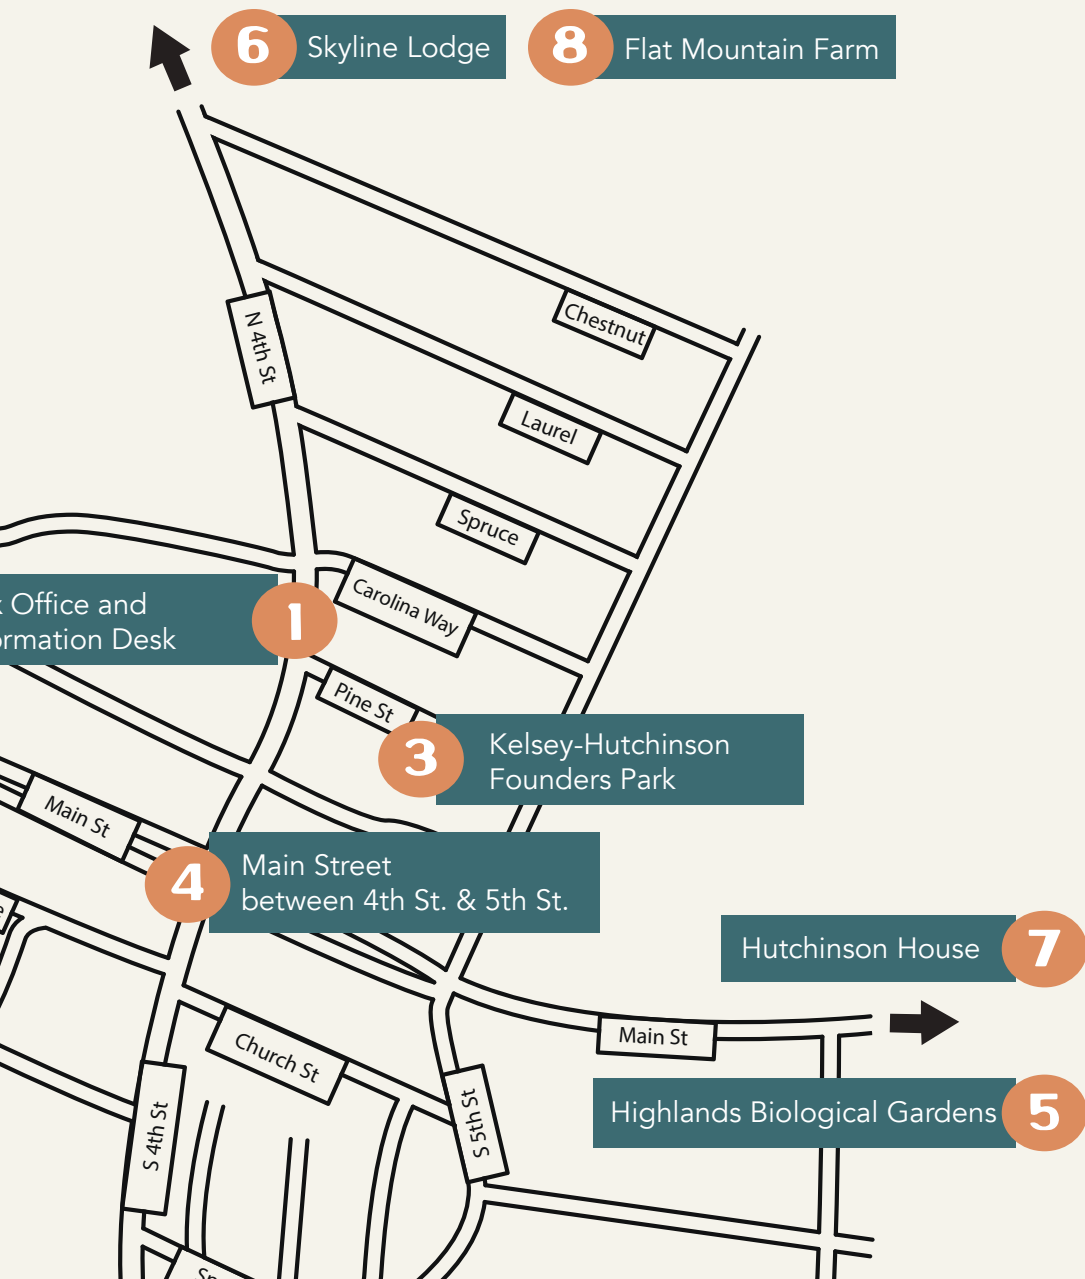 6 Skyline Lodge
8 Flat Mountain Farm
Chestnut
N 4th St
Laurel
Spruce
Carolina Way
Office and
Desk
1
Pine St
3
Kelsey-Hutchinson
Founders Park
Main St
4
Main Street
between 4th St. & 5th St.
Hutchinson House 7
Main St
Church St
S 5th St
Highlands Biological Gardens 5
S 4th St